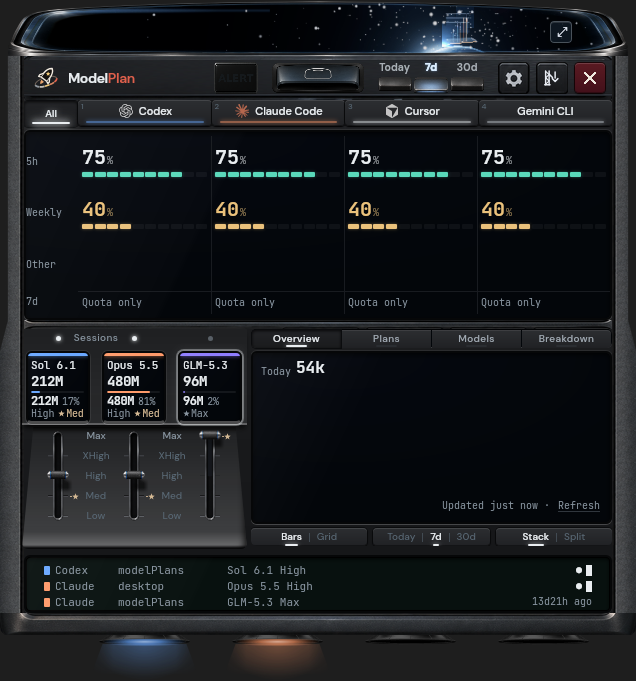 ModelPlan
ALERT
Today 7d 30d
All
1 Codex
2 Claude Code
3 Cursor
4 Gemini CLI
5h 75% 75% 75% 75%
Weekly 40% 40% 40% 40%
Other
7d Quota only Quota only Quota only Quota only
Sessions
Sol 6.1
212M
212M 17%
High ★Med
Opus 5.5
480M
480M 81%
High ★Med
GLM-5.3
96M
96M 2%
★Max
Max Max
XHigh XHigh
High High
Med Med
Low Low
Overview Plans Models Breakdown
Today 54k
Updated just now · Refresh
Bars | Grid
Today | 7d | 30d
Stack | Split
Codex modelPlans Sol 6.1 High
Claude desktop Opus 5.5 High
Claude modelPlans GLM-5.3 Max 13d21h ago